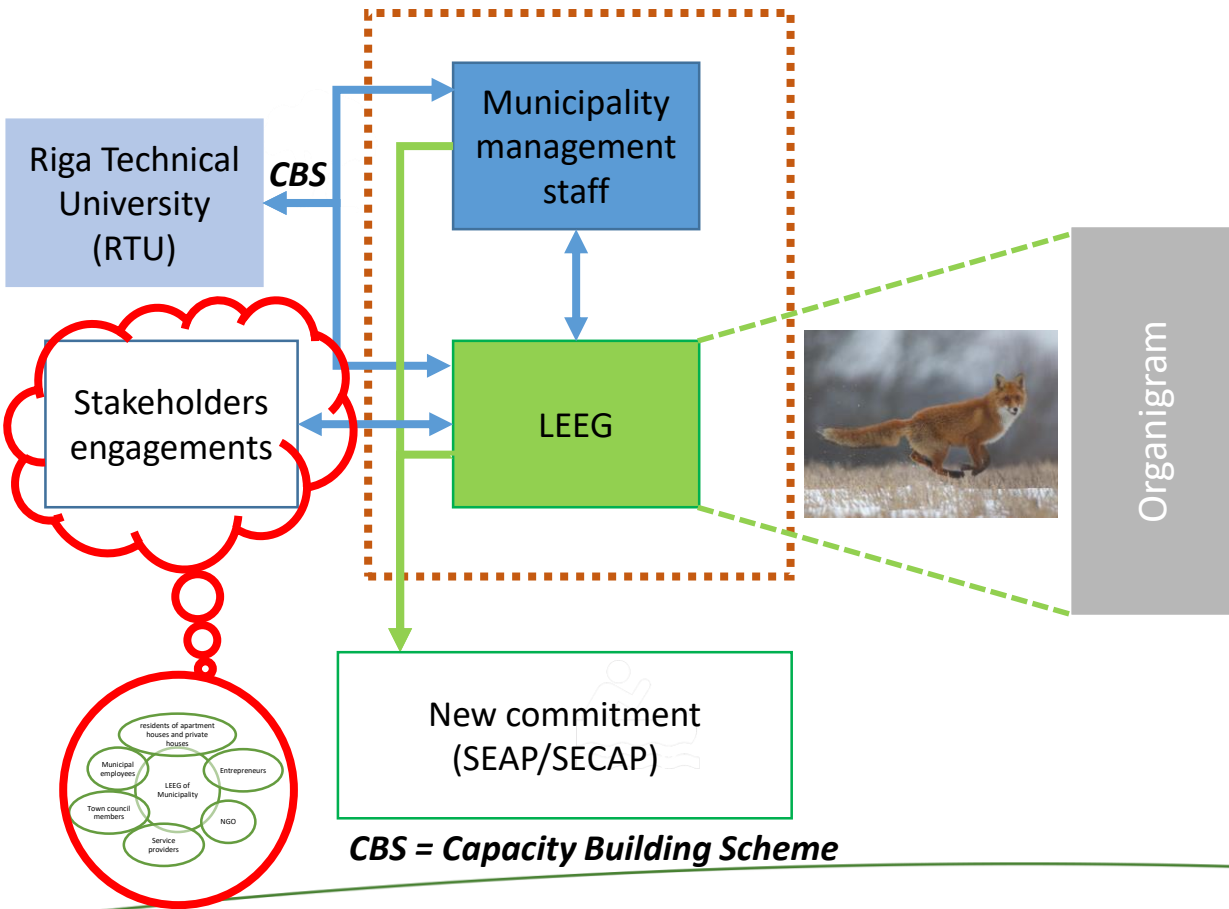 Municipality
management
staff
Riga Technical
University
(RTU)
CBS
Stakeholders
engagements
LEEG
Organigram
New commitment
(SEAP/SECAP)
residents of apartment
houses and private
houses
Municipal
employees
Entrepreneurs
LEEG of
Municipality
Town council
members
NGO
Service
providers
CBS = Capacity Building Scheme